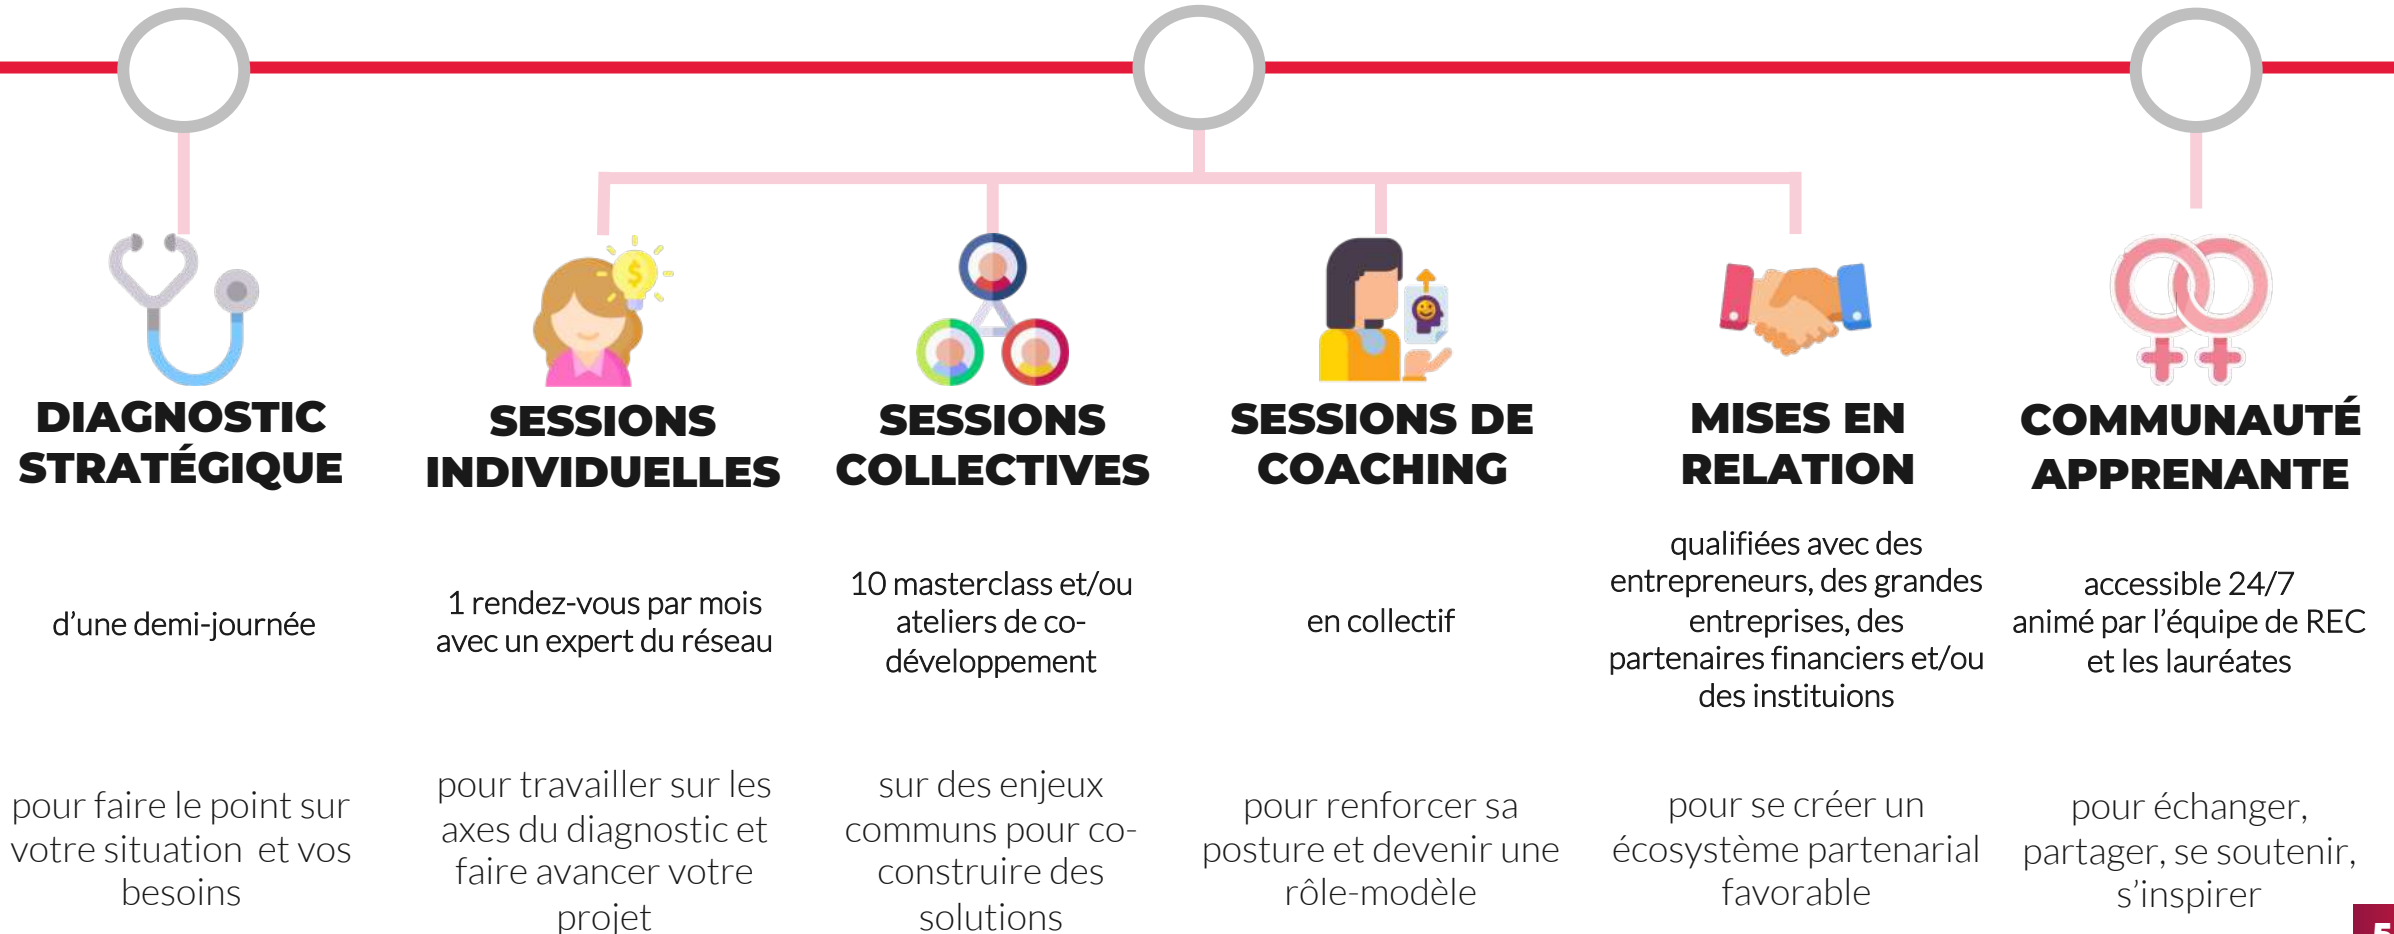 DIAGNOSTIC
STRATÉGIQUE
d'une demi-journée
pour faire le point sur
votre situation et vos
besoins
SESSIONS
INDIVIDUELLES
1 rendez-vous par mois
avec un expert du réseau
pour travailler sur les
axes du diagnostic et
faire avancer votre
projet
SESSIONS
COLLECTIVES
10 masterclass et/ou
ateliers de co-
développement
sur des enjeux
communs pour co-
construire des
solutions
SESSIONS DE
COACHING
en collectif
pour renforcer sa
posture et devenir une
rôle-modèle
MISES EN
RELATION
qualifiées avec des
entrepreneurs, des grandes
entreprises, des
partenaires financiers et/ou
des instituions
pour se créer un
écosystème partenarial
favorable
COMMUNAUTÉ
APPRENANTE
accessible 24/7
animé par l'équipe de REC
et les lauréates
pour échanger,
partager, se soutenir,
s'inspirer